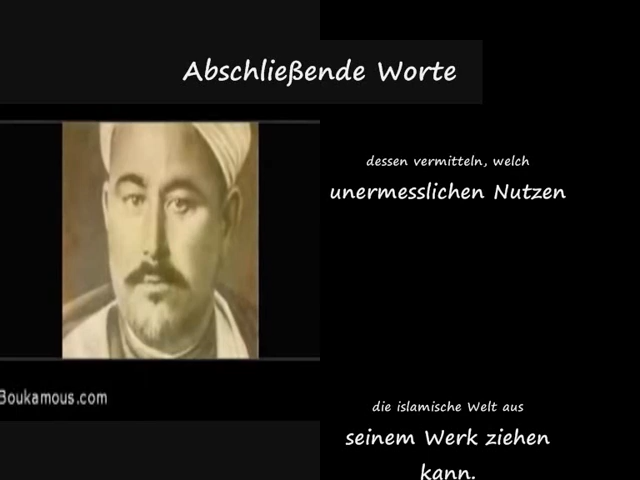 Abschließende Worte
dessen vermitteln, welch
unermesslichen Nutzen
Boukamous.com
die islamische Welt aus
seinem Werk ziehen
kann.